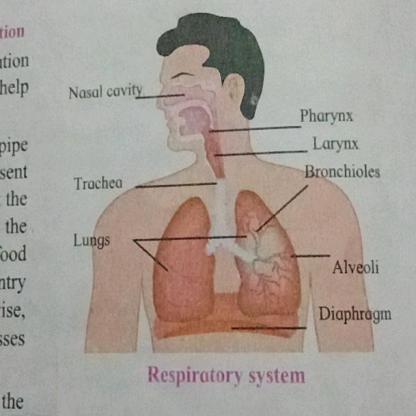 tion
ntion
help
pipe
sent
the
the
food
ntry
rise,
sses
the
Nasal cavity
Pharynx
Larynx
Bronchioles
Trachea
Lungs
Alveoli
Diaphragm
Respiratory system